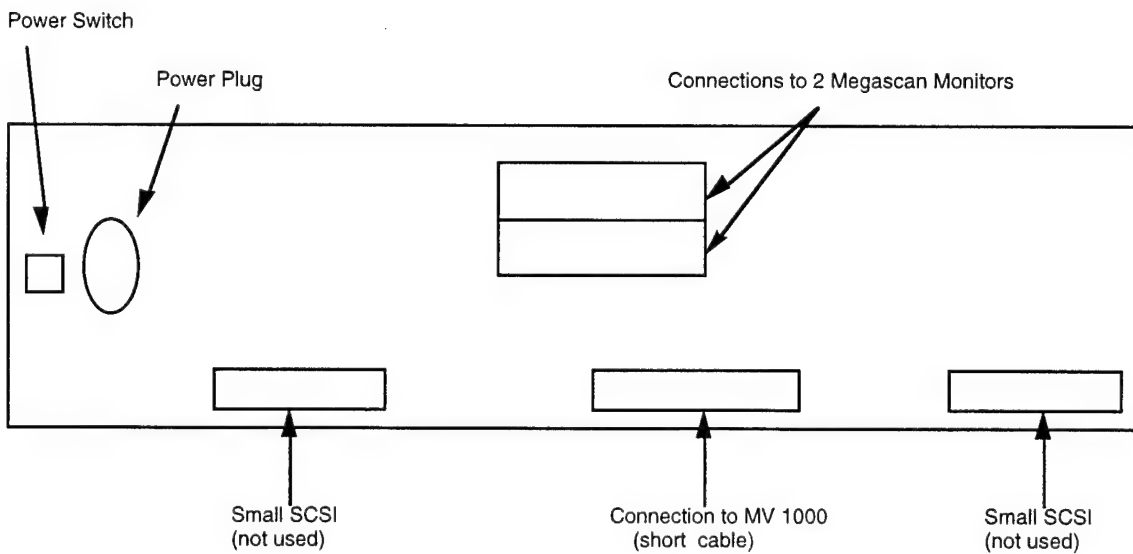 Power Switch
Power Plug
Connections to 2 Megascan Monitors
Small SCSI
(not used)
Connection to MV 1000
(short cable)
Small SCSI
(not used)